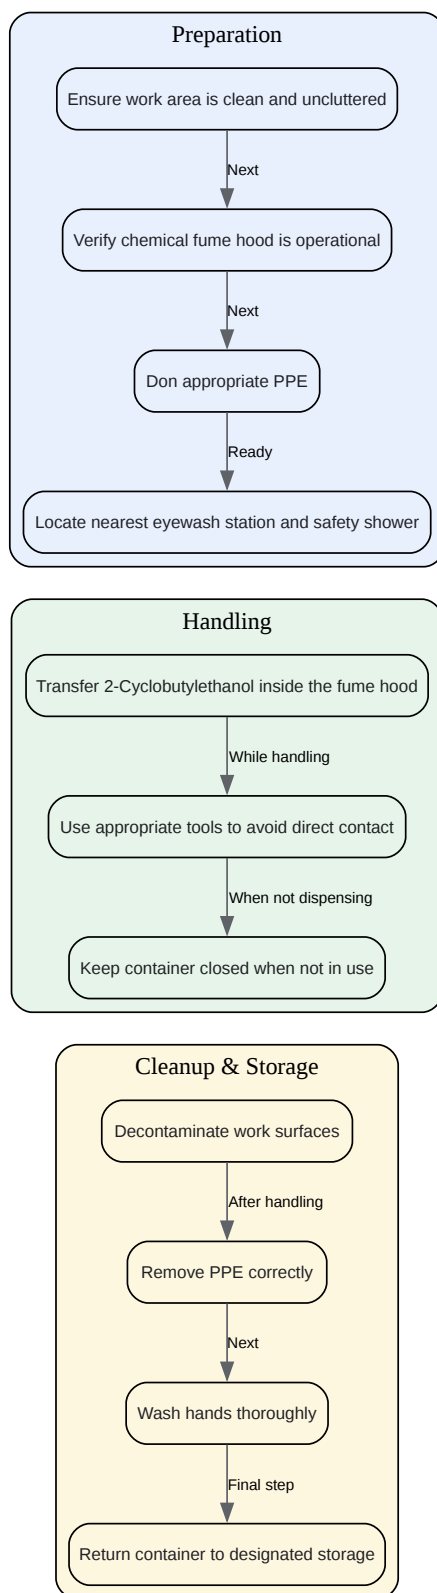 Preparation
Ensure work area is clean and uncluttered
Next
Verify chemical fume hood is operational
Next
Don appropriate PPE
Ready
Locate nearest eyewash station and safety shower
Handling
Transfer 2-Cyclobutylethanol inside the fume hood
While handling
Use appropriate tools to avoid direct contact
When not dispensing
Keep container closed when not in use
Cleanup & Storage
Decontaminate work surfaces
After handling
Remove PPE correctly
Next
Wash hands thoroughly
Final step
Return container to designated storage